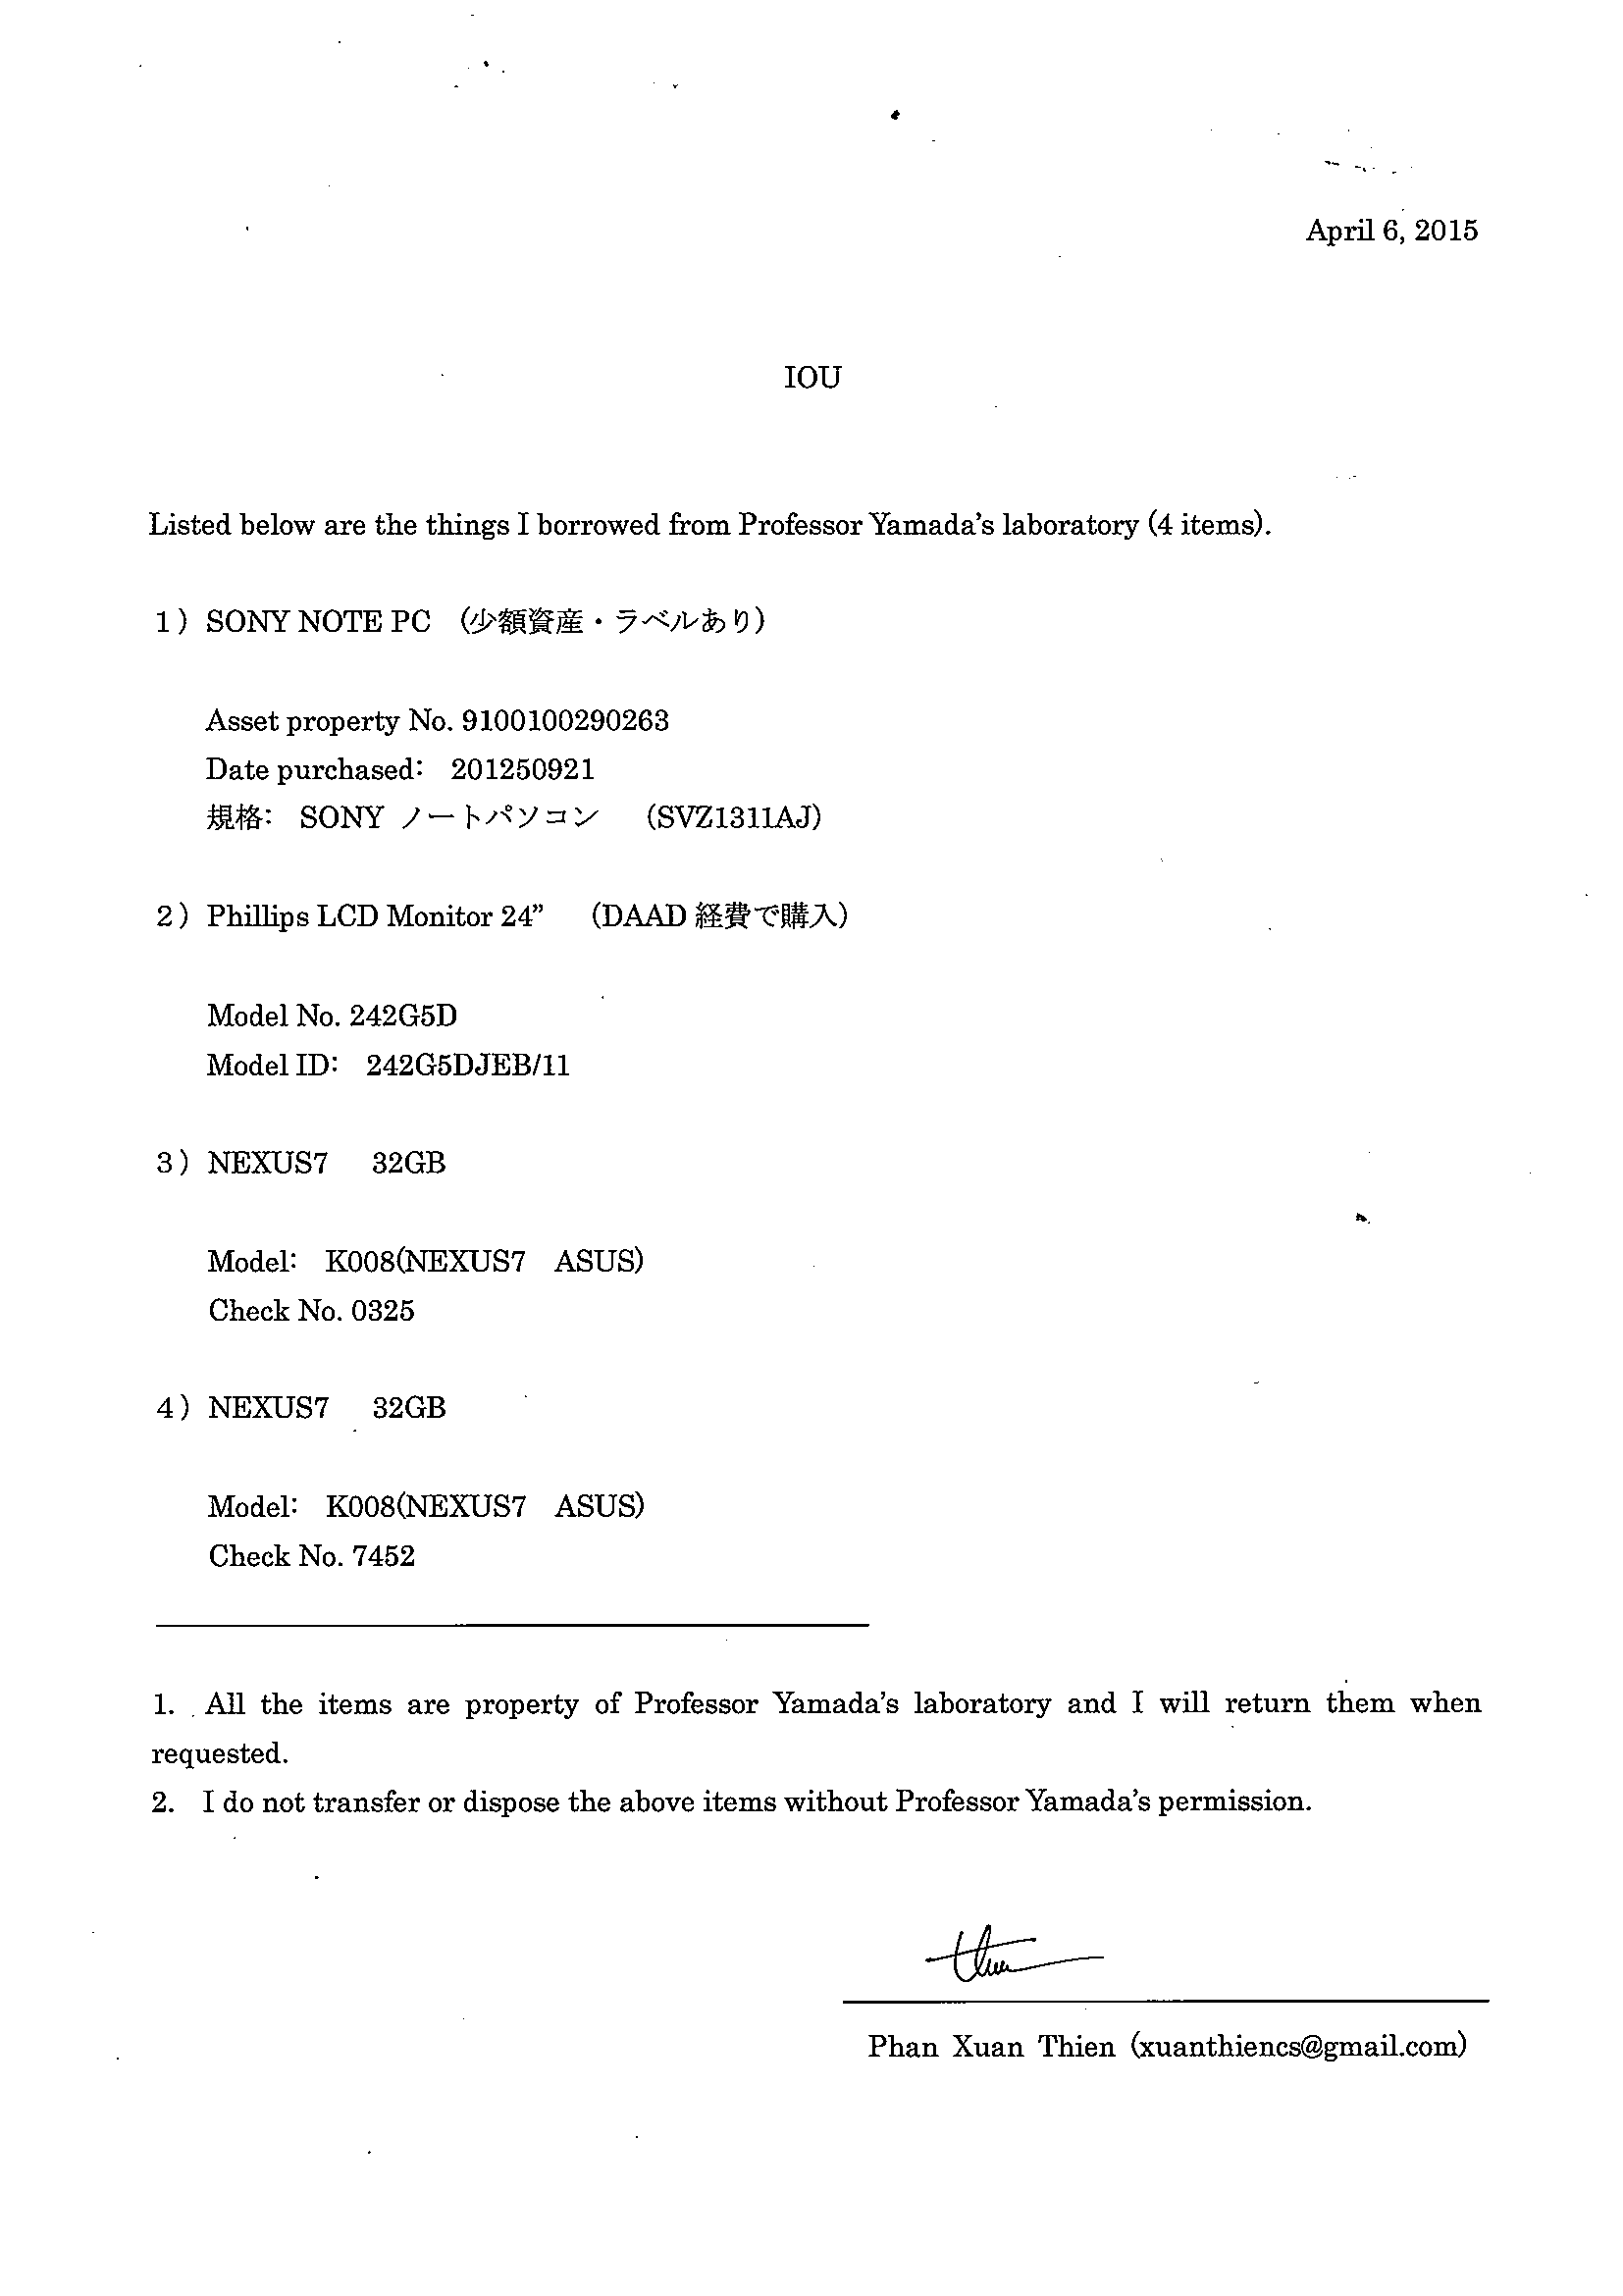 April 6, 2015
IOU
Listed below are the things I borrowed from Professor Yamada's laboratory (4 items).
1) SONY NOTE PC （少額資産・ラベルあり）
Asset property No. 9100100290263
Date purchased: 201250921
規格: SONY ノートパソコン （SVZ1311AJ）
2) Phillips LCD Monitor 24” （DAAD 経費で購入）
Model No. 242G5D
Model ID: 242G5DJEB/11
3) NEXUS7 32GB
Model: K008(NEXUS7 ASUS)
Check No. 0325
4) NEXUS7 32GB
Model: K008(NEXUS7 ASUS)
Check No. 7452
1. All the items are property of Professor Yamada's laboratory and I will return them when
requested.
2. I do not transfer or dispose the above items without Professor Yamada's permission.
Phan Xuan Thien (xuanthiencs@gmail.com)